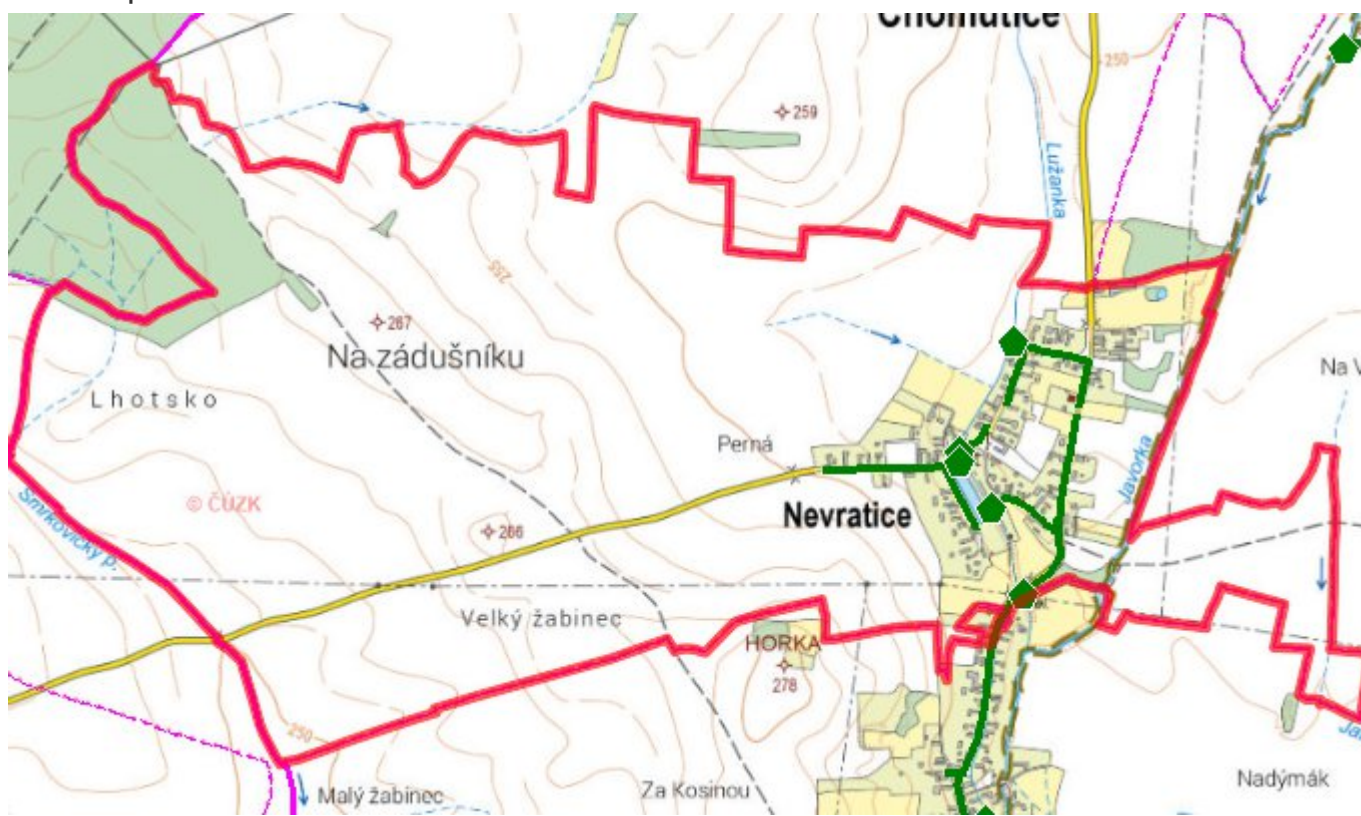 Chomutice
250
259
Lužanka
255
267
Na zádušníku
Lhotsko
Na V
Perná
Javorka
© ČÚZK
Nevratice
Smrkovický p.
266
Velký žabinec
HORKA
278
250
Malý žabinec
Za Kosinou
Nadýmák